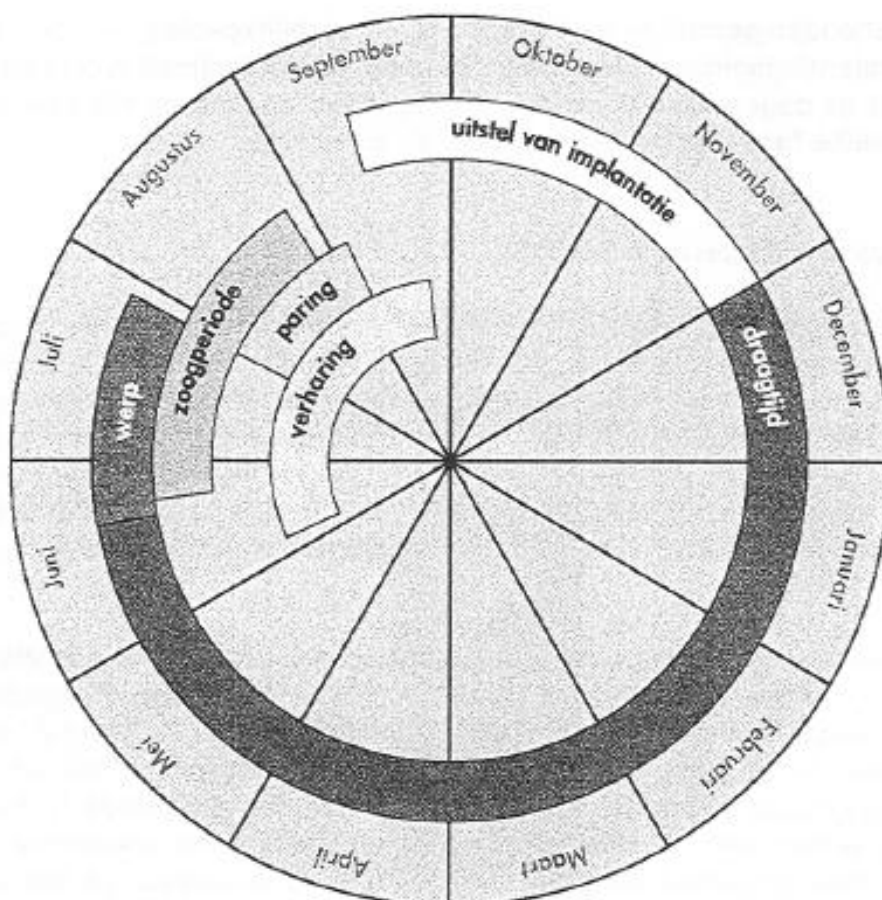 September
Oktober
November
December
Januari
Februari
Maart
April
Mei
Juni
Juli
Augustus
uitstel van implantatie
draagtijd
werp
zoogperiode
paring
verharing